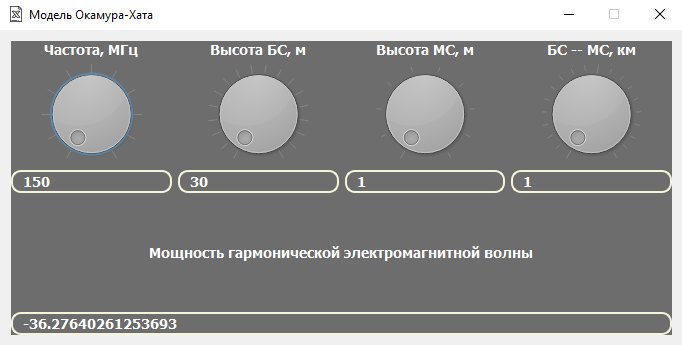 Модель Окамура-Хата
Частота, МГц Высота БС, м Высота МС, м БС -- МС, км
150 30 1 1
Мощность гармонической электромагнитной волны
-36.27640261253693